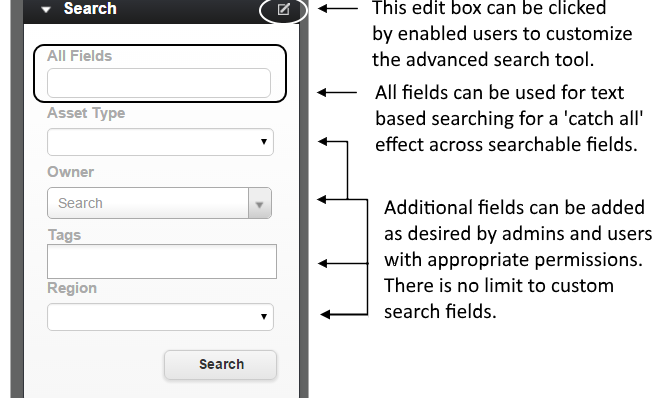 Search
This edit box can be clicked
by enabled users to customize
the advanced search tool.
All Fields
All fields can be used for text
based searching for a 'catch all'
effect across searchable fields.
Asset Type
Owner
Search
Additional fields can be added
as desired by admins and users
with appropriate permissions.
There is no limit to custom
search fields.
Tags
Region
Search